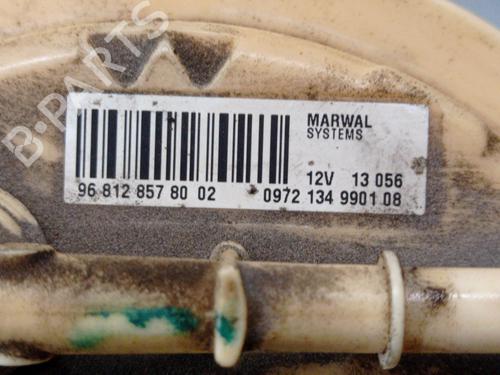 MARWAL
SYSTEMS
12V 13 056
96 812 857 80 02 0972 134 9901 08
B-PARTS